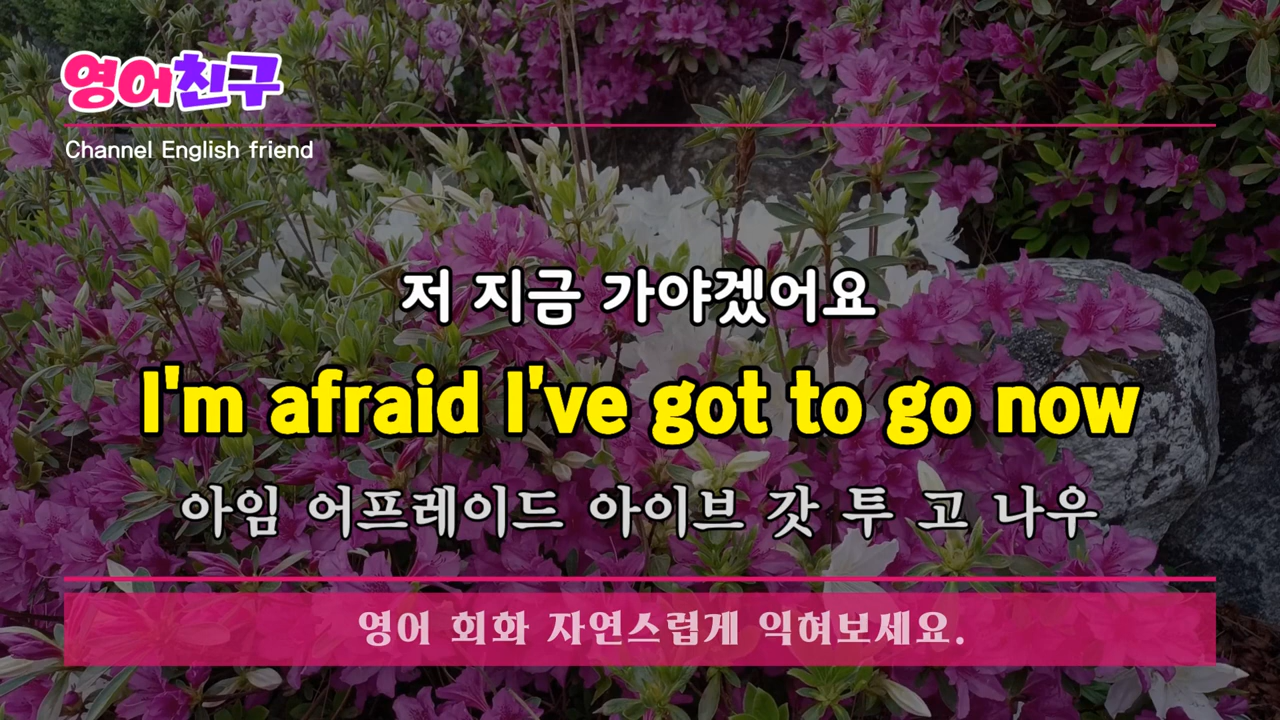 영어친구
Channel English friend
저 지금 가야겠어요
I'm afraid I've got to go now
아임 어프레이드 아이브 갓 투 고 나우
영어 회화 자연스럽게 익혀보세요.